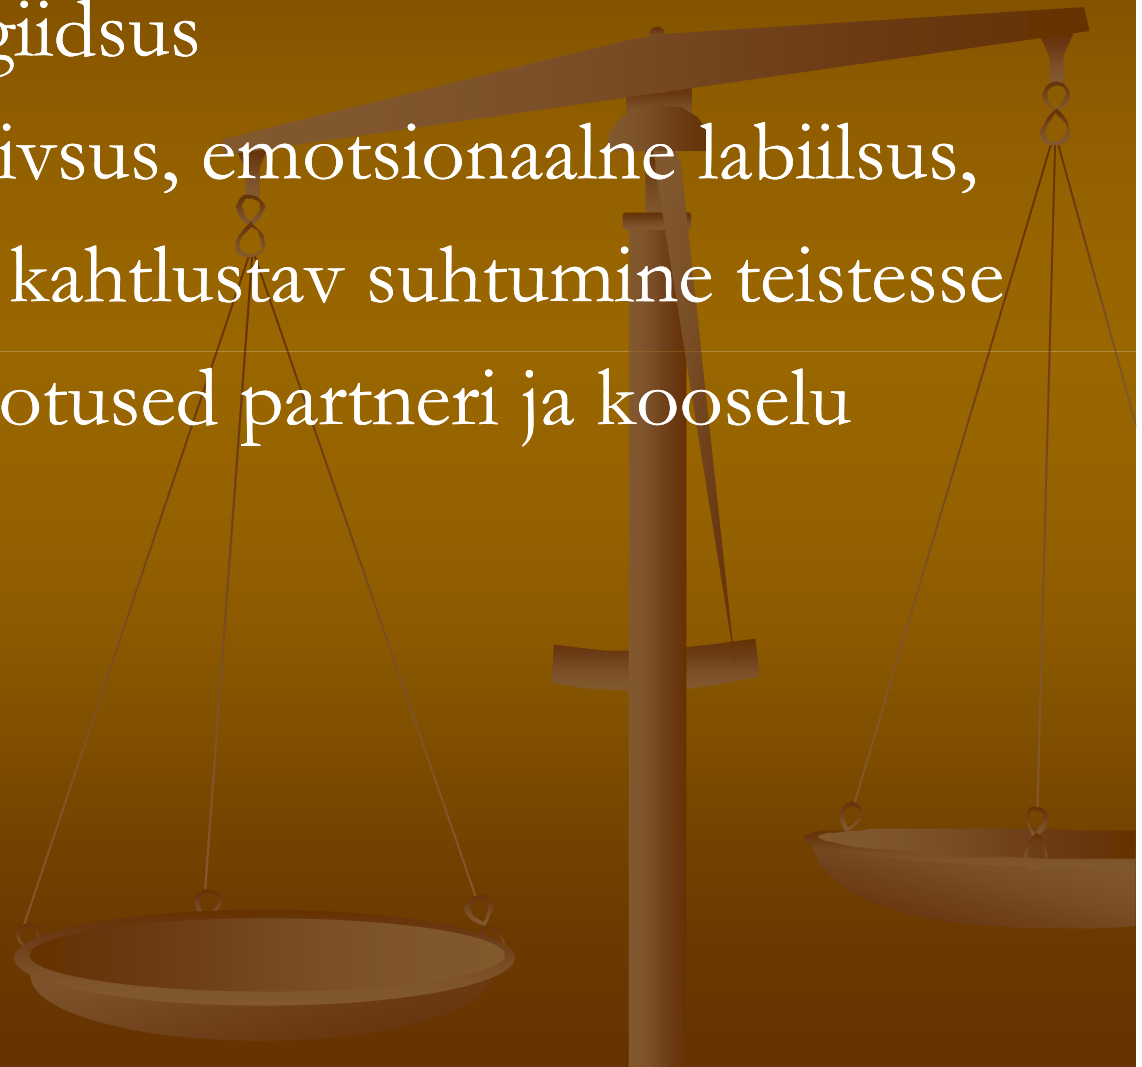 giidsus
ivsus, emotsionaalne labiilsus,
kahtlustav suhtumine teistesse
otused partneri ja kooselu